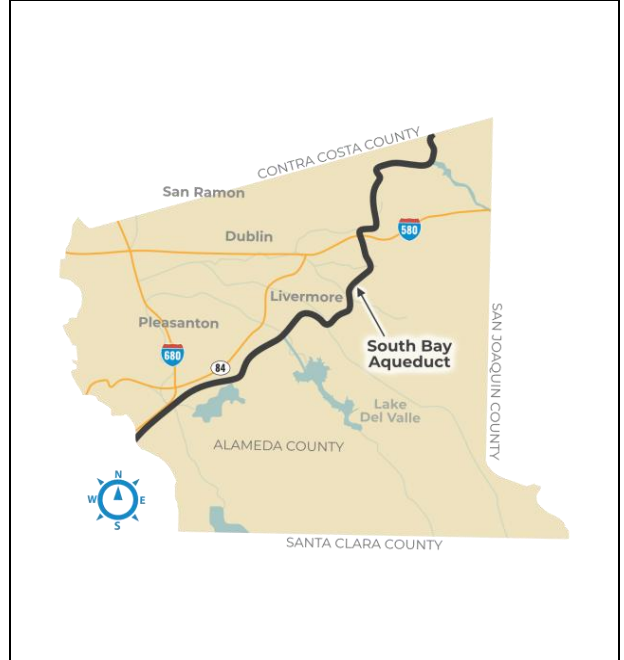 CONTRA COSTA COUNTY
San Ramon
Dublin
580
Livermore
Pleasanton
680
84
South Bay
Aqueduct
SAN JOAQUIN COUNTY
Lake
Del Valle
ALAMEDA COUNTY
N
W
E
S
SANTA CLARA COUNTY